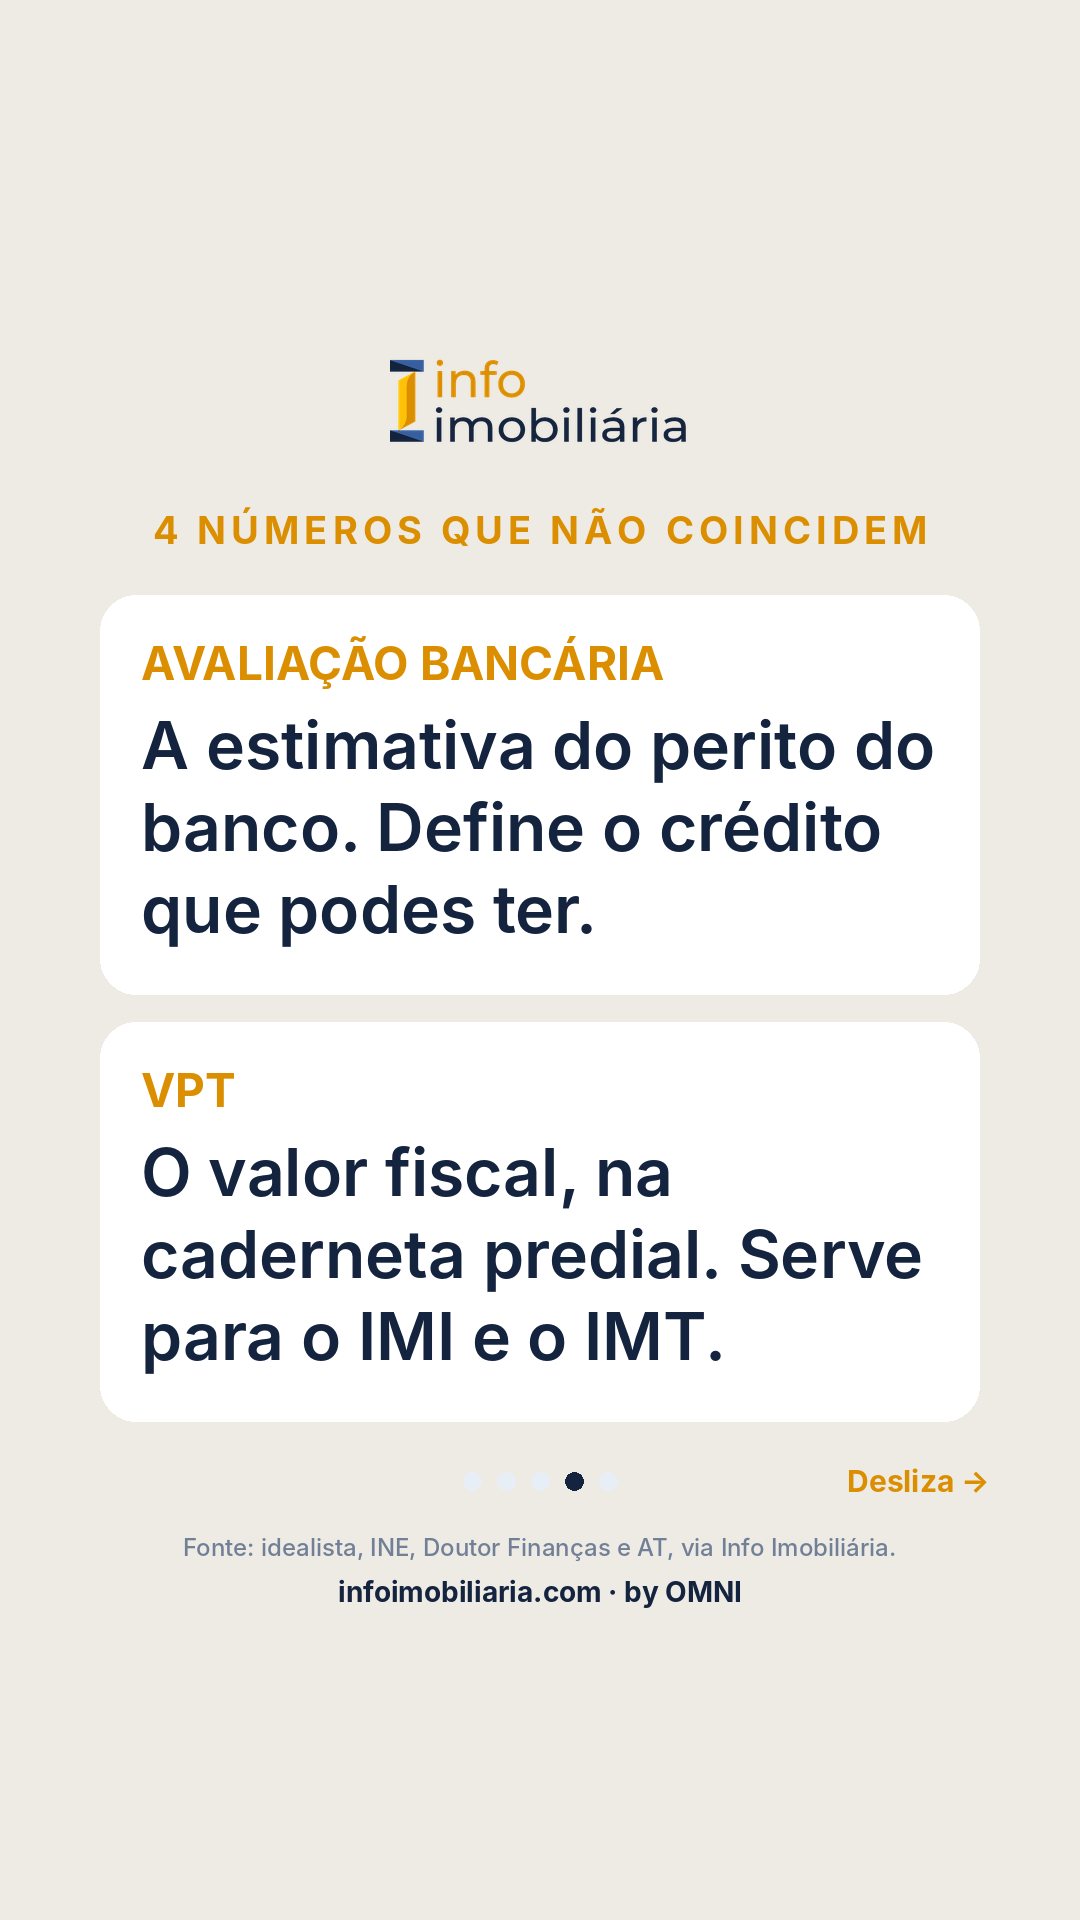 info
imobiliária
4 NÚMEROS QUE NÃO COINCIDEM
AVALIAÇÃO BANCÁRIA
A estimativa do perito do
banco. Define o crédito
que podes ter.
VPT
O valor fiscal, na
caderneta predial. Serve
para o IMI e o IMT.
Desliza →
Fonte: idealista, INE, Doutor Finanças e AT, via Info Imobiliária.
infoimobiliaria.com · by OMNI